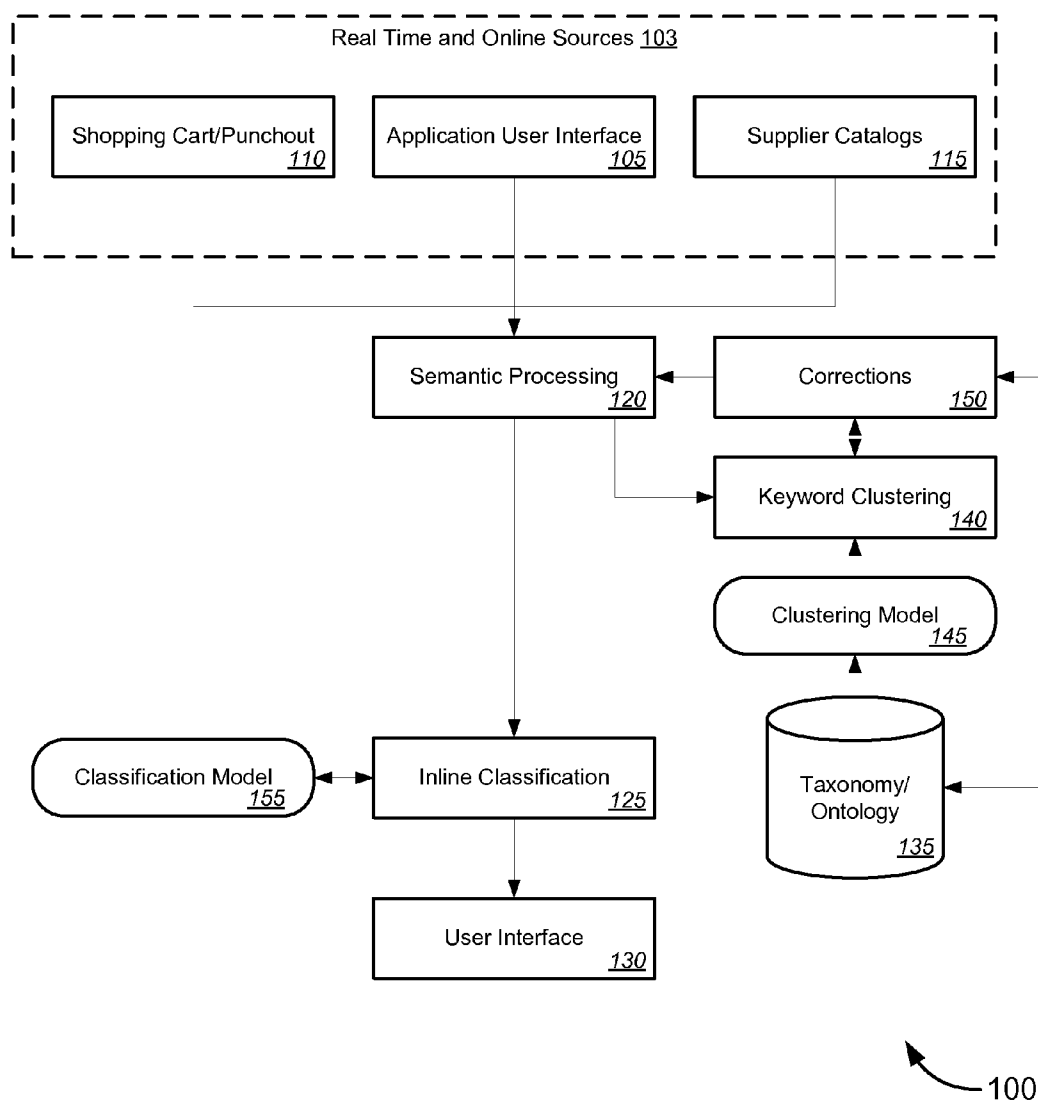 Real Time and Online Sources 103
Shopping Cart/Punchout
110
Application User Interface
105
Supplier Catalogs
115
Semantic Processing
120
Corrections
150
Keyword Clustering
140
Clustering Model
145
Classification Model
155
Inline Classification
125
Taxonomy/
Ontology
135
User Interface
130
100